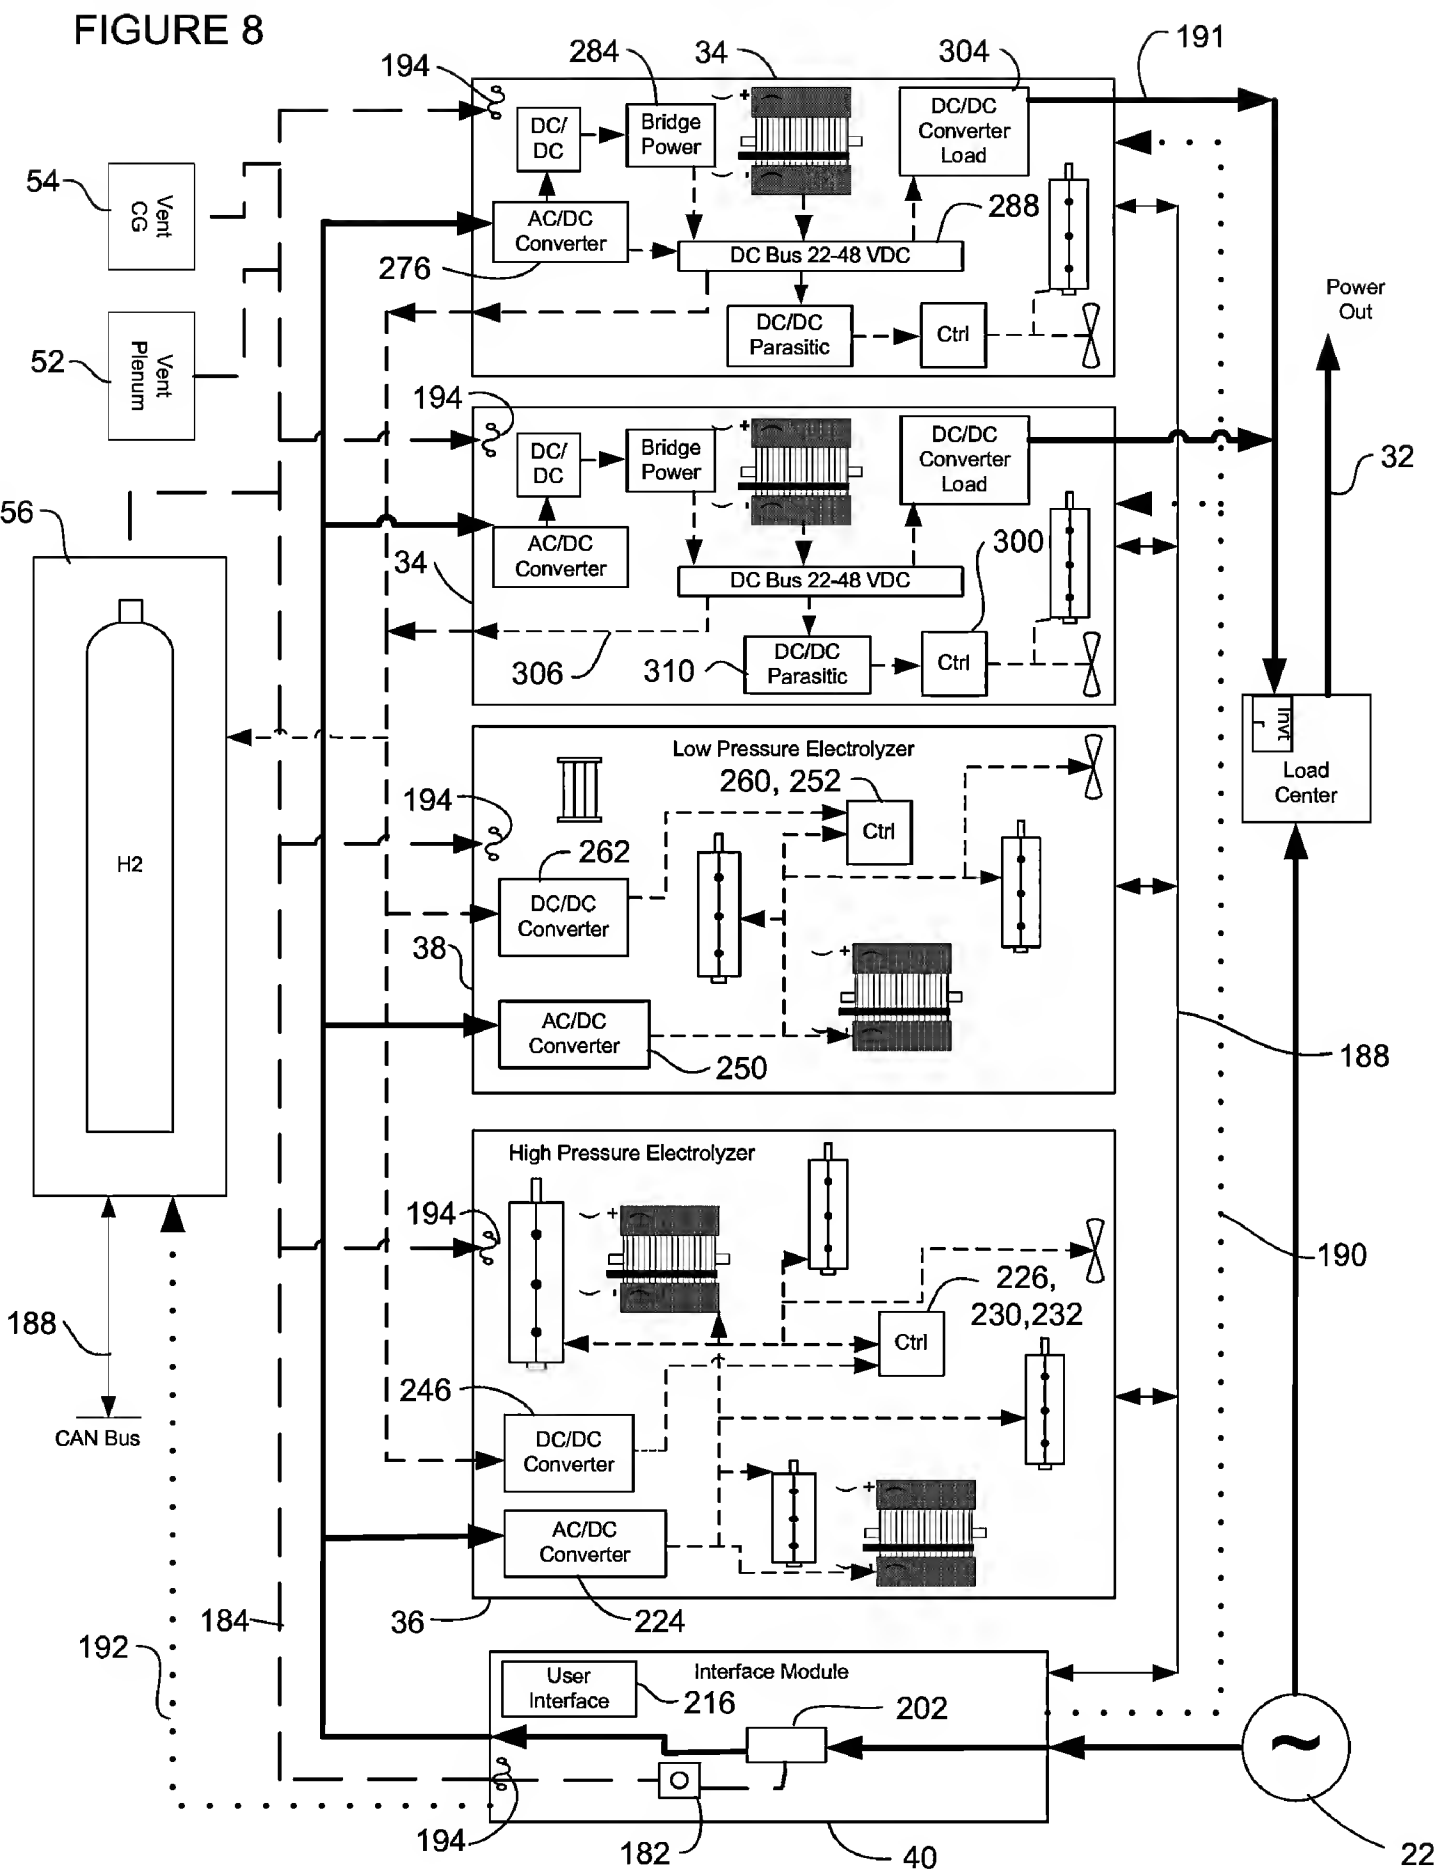 FIGURE 8
194
284
34
304
191
DC/
DC
Bridge
Power
+
-
DC/DC
Converter
Load
54
Vent
CG
AC/DC
Converter
276
288
DC Bus 22-48 VDC
Power
Out
DC/DC
Parasitic
Ctrl
52
Vent
Plenum
194
DC/
DC
Bridge
Power
+
-
DC/DC
Converter
Load
32
56
34
AC/DC
Converter
300
DC Bus 22-48 VDC
306
310
DC/DC
Parasitic
Ctrl
Invt
r
Load
Center
Low Pressure Electrolyzer
260, 252
194
Ctrl
H2
262
DC/DC
Converter
38
+
-
AC/DC
Converter
250
188
High Pressure Electrolyzer
194
+
-
190
226,
230,232
Ctrl
188
246
CAN Bus
DC/DC
Converter
+
-
AC/DC
Converter
184
36
224
192
User
Interface
Interface Module
216
202
~
194
182
40
22